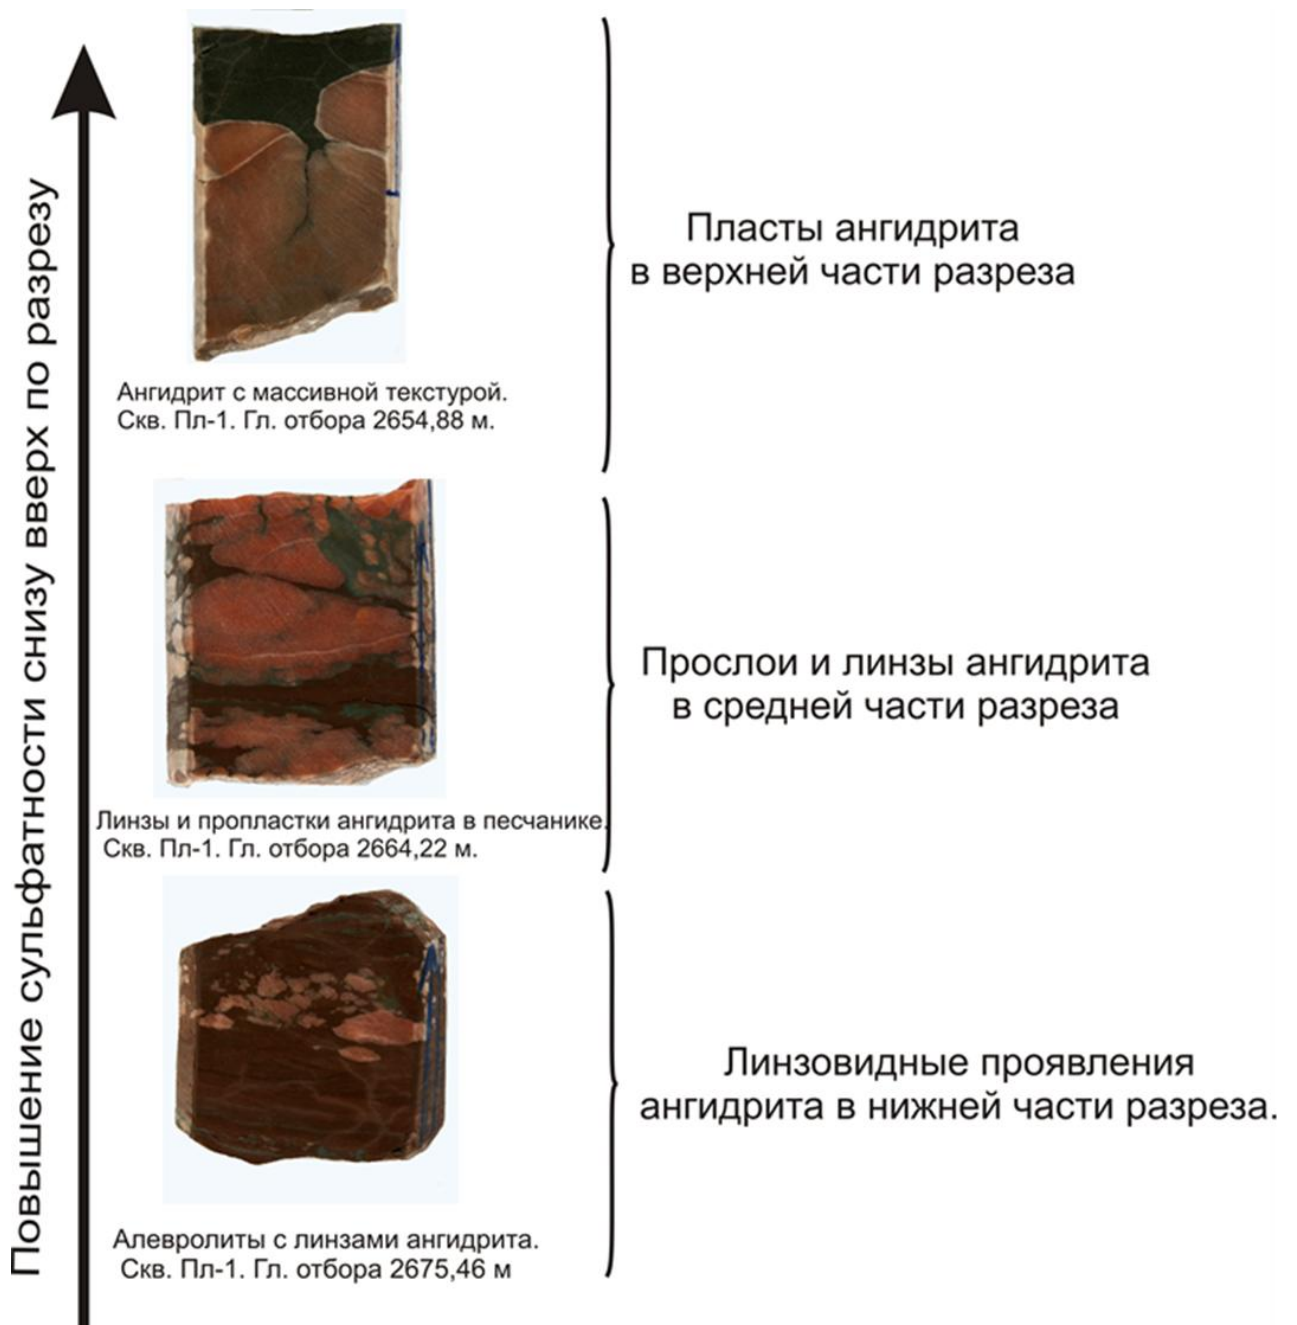 Повышение сульфатности снизу вверх по разрезу
Пласты ангидрита
в верхней части разреза
Ангидрит с массивной текстурой.
Скв. Пл-1. Гл. отбора 2654,88 м.
Прослои и линзы ангидрита
в средней части разреза
Линзы и пропластки ангидрита в песчанике.
Скв. Пл-1. Гл. отбора 2664,22 м.
Линзовидные проявления
ангидрита в нижней части разреза.
Алевролиты с линзами ангидрита.
Скв. Пл-1. Гл. отбора 2675,46 м